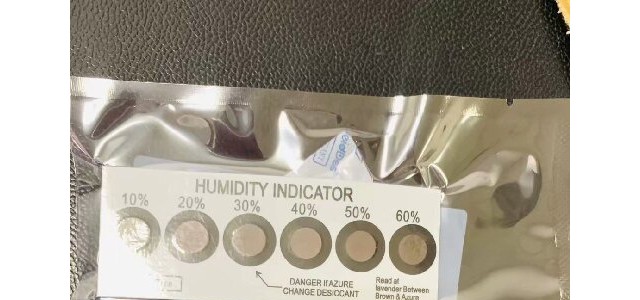 HUMIDITY INDICATOR
10% 20% 30% 40% 50% 60%
DANGER IF AZURE
CHANGE DESICCANT
Read at
lavender Between
Brown & Azure